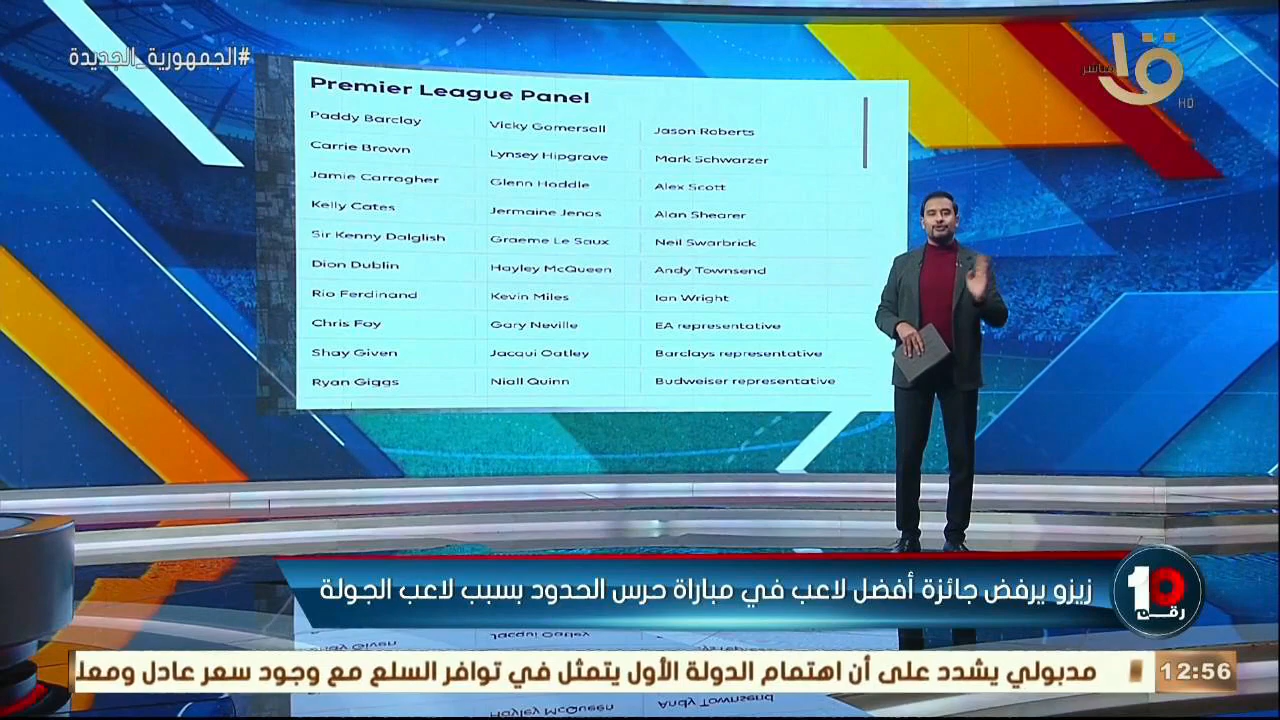 #الجمهورية_الجديدة
مباشر
HD
Premier League Panel
Paddy Barclay Vicky Gomersall Jason Roberts
Carrie Brown Lynsey Hipgrave Mark Schwarzer
Jamie Carragher Glenn Hoddle Alex Scott
Kelly Cates Jermaine Jenas Alan Shearer
Sir Kenny Dalglish Graeme Le Saux Neil Swarbrick
Dion Dublin Hayley McQueen Andy Townsend
Rio Ferdinand Kevin Miles Ian Wright
Chris Foy Gary Neville EA representative
Shay Given Jacqui Oatley Barclays representative
Ryan Giggs Niall Quinn Budweiser representative
زيزو يرفض جائزة أفضل لاعب في مباراة حرس الحدود بسبب لاعب الجولة
رقم 10
مدبولي يشدد على أن اهتمام الدولة الأول يتمثل في توافر السلع مع وجود سعر عادل ومعل
12:56